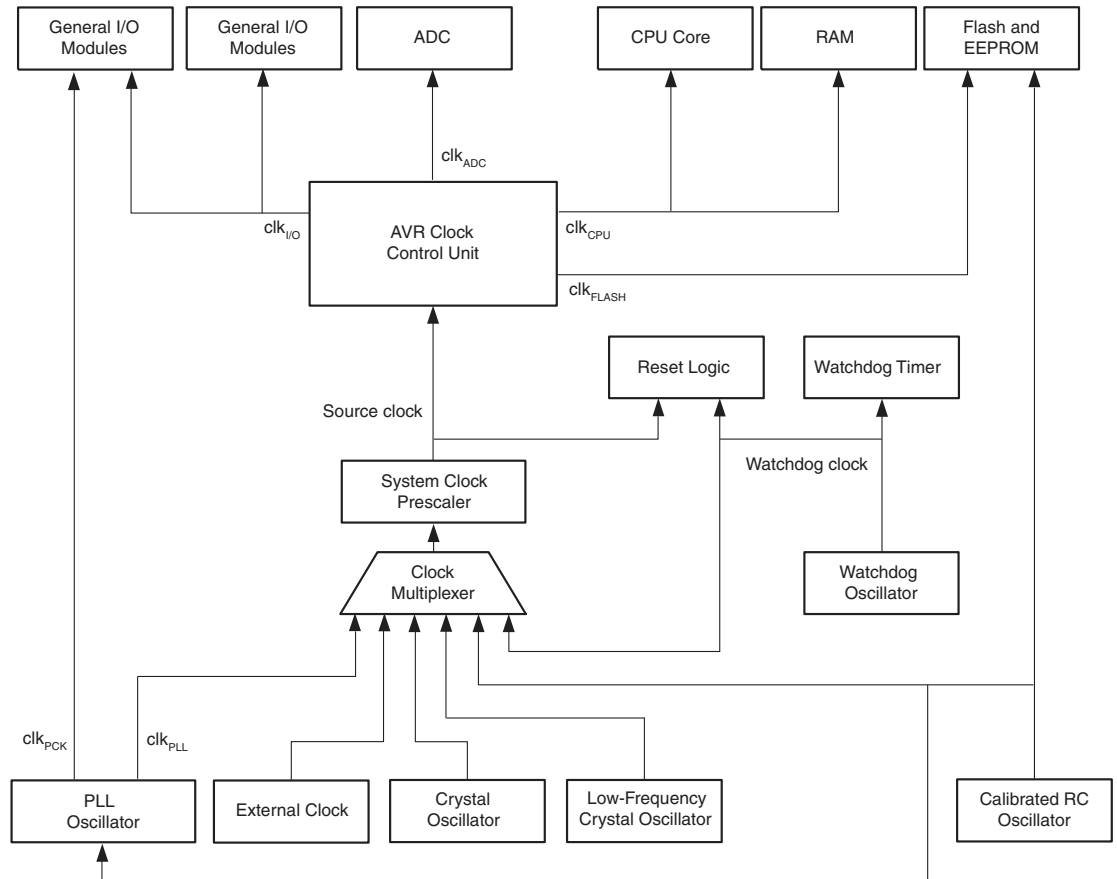 General I/O
Modules
General I/O
Modules
ADC
CPU Core
RAM
Flash and
EEPROM
clkADC
clkI/O
AVR Clock
Control Unit
clkCPU
clkFLASH
Reset Logic
Watchdog Timer
Source clock
Watchdog clock
System Clock
Prescaler
Clock
Multiplexer
Watchdog
Oscillator
clkPCK
clkPLL
PLL
Oscillator
External Clock
Crystal
Oscillator
Low-Frequency
Crystal Oscillator
Calibrated RC
Oscillator